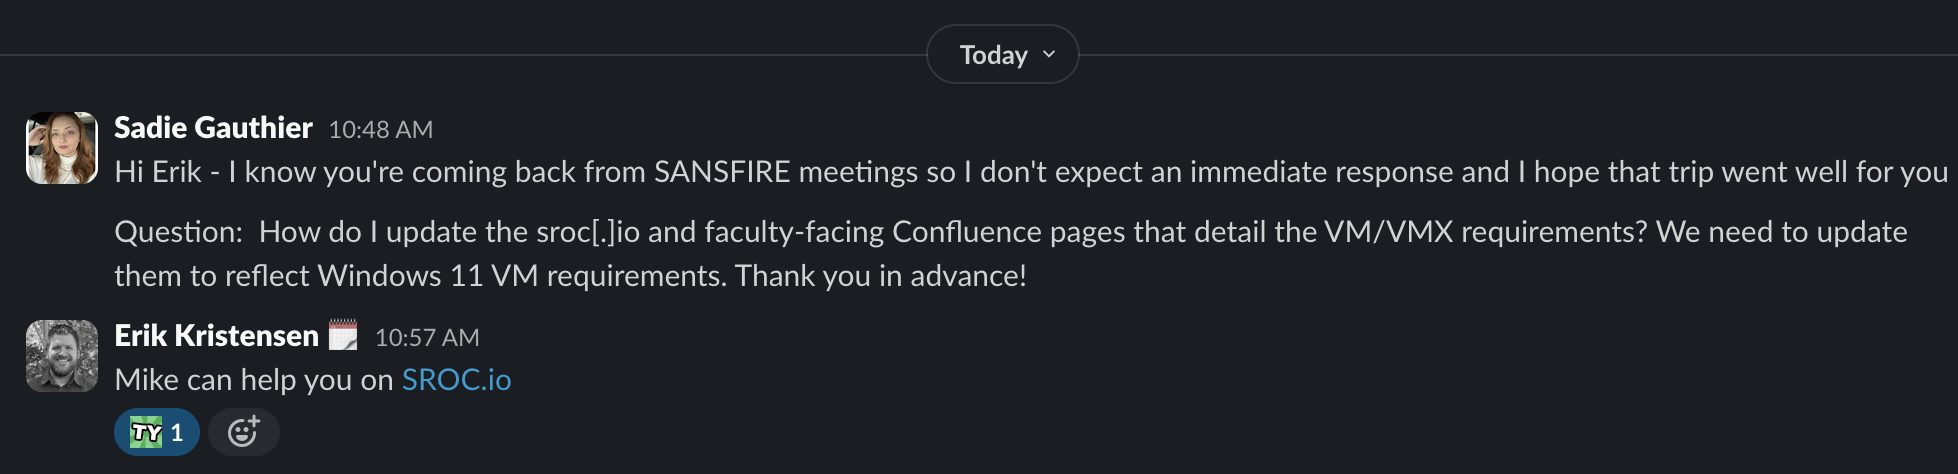 Today
Sadie Gauthier 10:48 AM
Hi Erik - I know you're coming back from SANSFIRE meetings so I don't expect an immediate response and I hope that trip went well for you
Question:  How do I update the sroc[.]io and faculty-facing Confluence pages that detail the VM/VMX requirements? We need to update
them to reflect Windows 11 VM requirements. Thank you in advance!
Erik Kristensen 10:57 AM
Mike can help you on SROC.io
TY 1